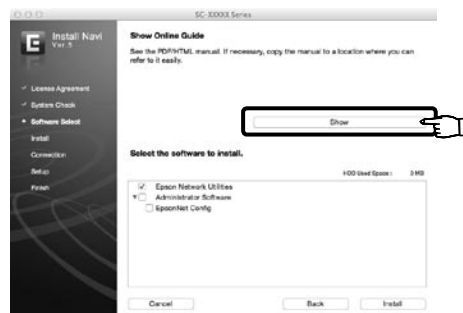 SC-XXXXX Series
Install Navi
Ver.5
Show Online Guide
See the PDF/HTML manual. If necessary, copy the manual to a location where you can
refer to it easily.
License Agreement
System Check
Software Select
Install
Connection
Setup
Finish
Show
Select the software to install.
HDD Used Space : 3 MB
Epson Network Utilities
Administrator Software
EpsonNet Config
Cancel
Back
Install